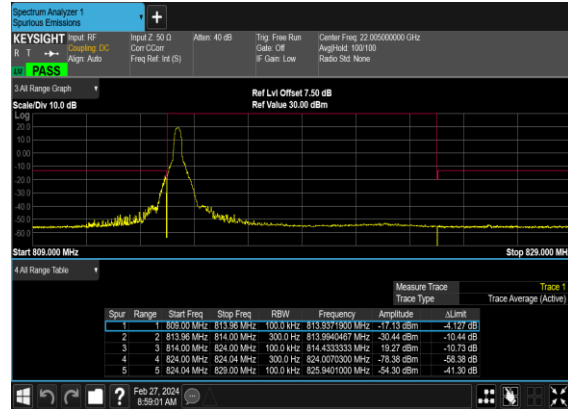 Spectrum Analyzer 1
Spurious Emissions
+
KEYSIGHT Input: RF Input Z: 50 Ω Atten: 40 dB Trig: Free Run Center Freq: 22.005000000 GHz
R T Coupling: DC Corr CCorr Gate: Off Avg|Hold: 100/100
Align: Auto Freq Ref: Int (S) IF Gain: Low Radio Std: None
PASS
3 All Range Graph
Ref Lvl Offset 7.50 dB
Scale/Div 10.0 dB Ref Value 30.00 dBm
Log
20.0
10.0
0.00
-10.0
-20.0
-30.0
-40.0
-50.0
-60.0
Start 809.000 MHz Stop 829.000 MH
4 All Range Table
Measure Trace Trace 1
Trace Type Trace Average (Active)
Spur Range Start Freq Stop Freq RBW Frequency Amplitude ΔLimit
1 1 809.00 MHz 813.96 MHz 100.0 kHz 813.9371900 MHz -17.13 dBm -4.127 dB
2 2 813.96 MHz 814.00 MHz 300.0 Hz 813.9940467 MHz -30.44 dBm -10.44 dB
3 3 814.00 MHz 824.00 MHz 100.0 kHz 814.4333333 MHz 19.27 dBm -10.73 dB
4 4 824.00 MHz 824.04 MHz 300.0 Hz 824.0070300 MHz -78.38 dBm -58.38 dB
5 5 824.04 MHz 829.00 MHz 100.0 kHz 825.9401000 MHz -54.30 dBm -41.30 dB
? Feb 27, 2024
8:59:01 AM